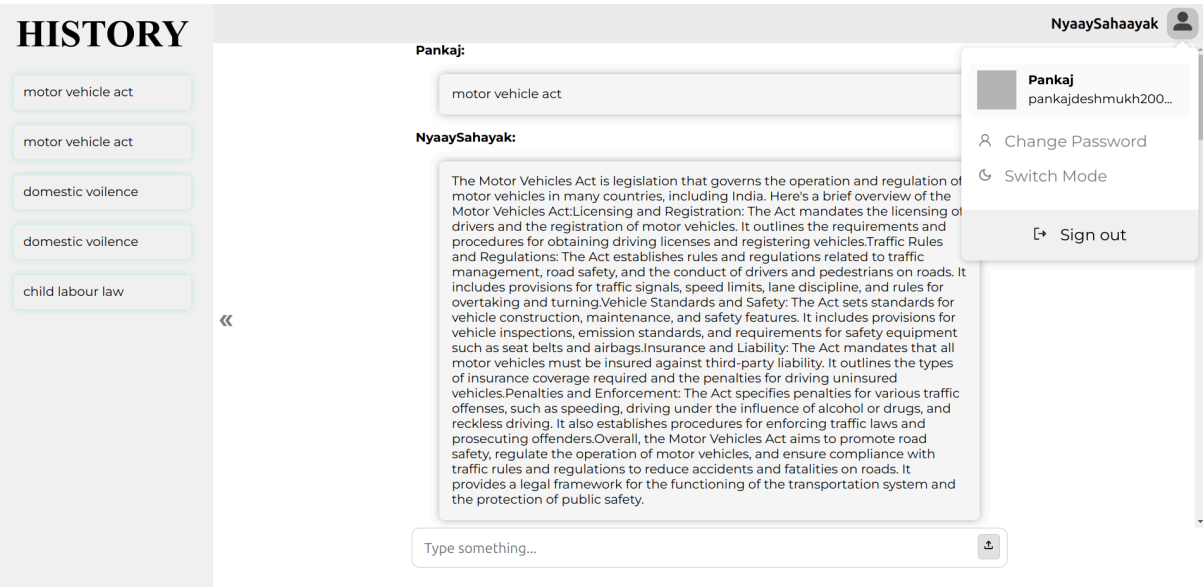 HISTORY
motor vehicle act
motor vehicle act
domestic voilence
domestic voilence
child labour law
«
NyaaySahaayak
Pankaj:
motor vehicle act
NyaaySahayak:
The Motor Vehicles Act is legislation that governs the operation and regulation of
motor vehicles in many countries, including India. Here's a brief overview of the
Motor Vehicles Act:Licensing and Registration: The Act mandates the licensing of
drivers and the registration of motor vehicles. It outlines the requirements and
procedures for obtaining driving licenses and registering vehicles.Traffic Rules
and Regulations: The Act establishes rules and regulations related to traffic
management, road safety, and the conduct of drivers and pedestrians on roads. It
includes provisions for traffic signals, speed limits, lane discipline, and rules for
overtaking and turning.Vehicle Standards and Safety: The Act sets standards for
vehicle construction, maintenance, and safety features. It includes provisions for
vehicle inspections, emission standards, and requirements for safety equipment
such as seat belts and airbags.Insurance and Liability: The Act mandates that all
motor vehicles must be insured against third-party liability. It outlines the types
of insurance coverage required and the penalties for driving uninsured
vehicles.Penalties and Enforcement: The Act specifies penalties for various traffic
offenses, such as speeding, driving under the influence of alcohol or drugs, and
reckless driving. It also establishes procedures for enforcing traffic laws and
prosecuting offenders.Overall, the Motor Vehicles Act aims to promote road
safety, regulate the operation of motor vehicles, and ensure compliance with
traffic rules and regulations to reduce accidents and fatalities on roads. It
provides a legal framework for the functioning of the transportation system and
the protection of public safety.
Type something...
Pankaj
pankajdeshmukh200...
Change Password
Switch Mode
Sign out